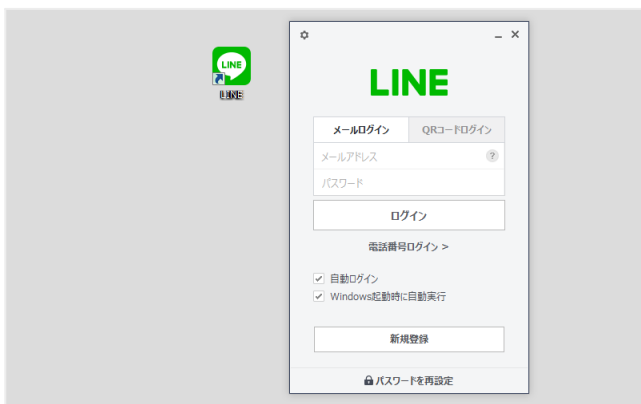 LINE
LINE
LINE
メールログイン QRコードログイン
メールアドレス ?
パスワード
ログイン
電話番号ログイン >
自動ログイン
Windows起動時に自動実行
新規登録
パスワードを再設定